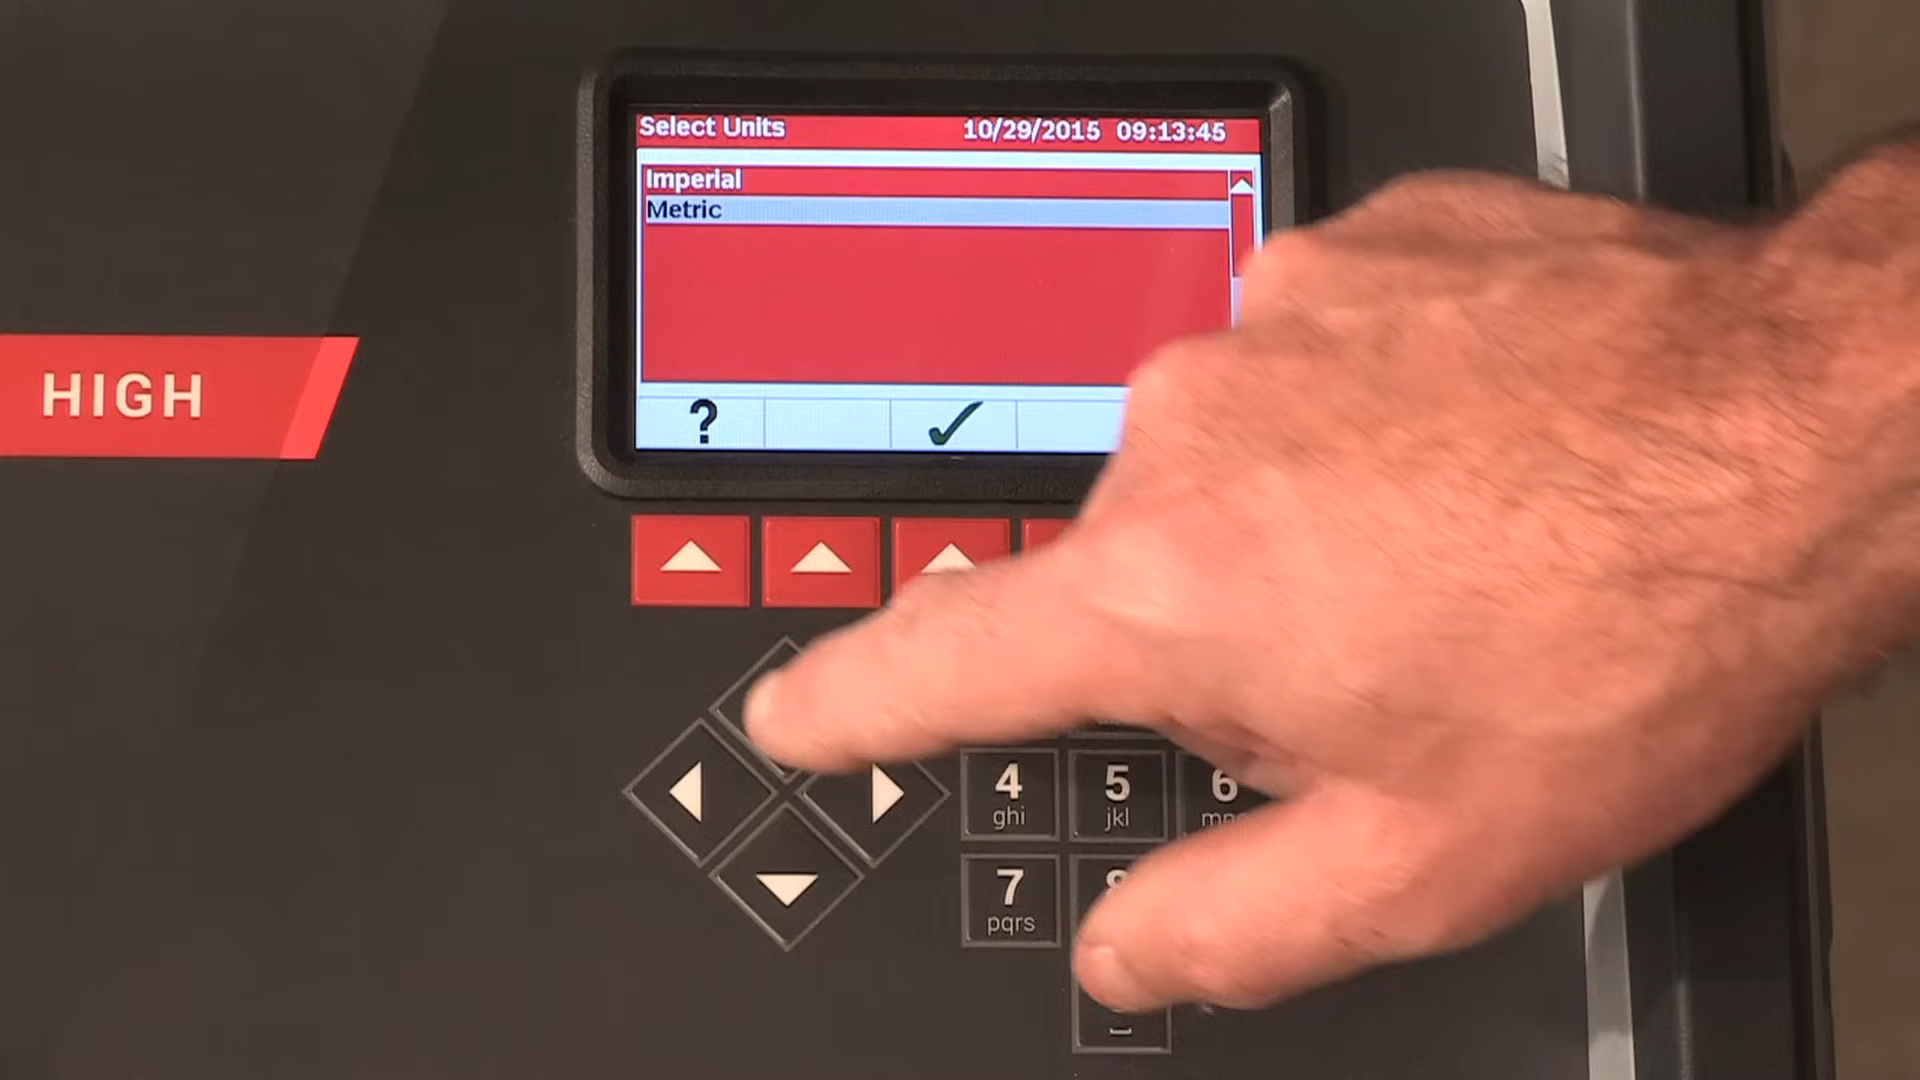 Select Units 10/29/2015 09:13:45
Imperial
Metric
?
HIGH
4 5 6
ghi jkl
7
pqrs